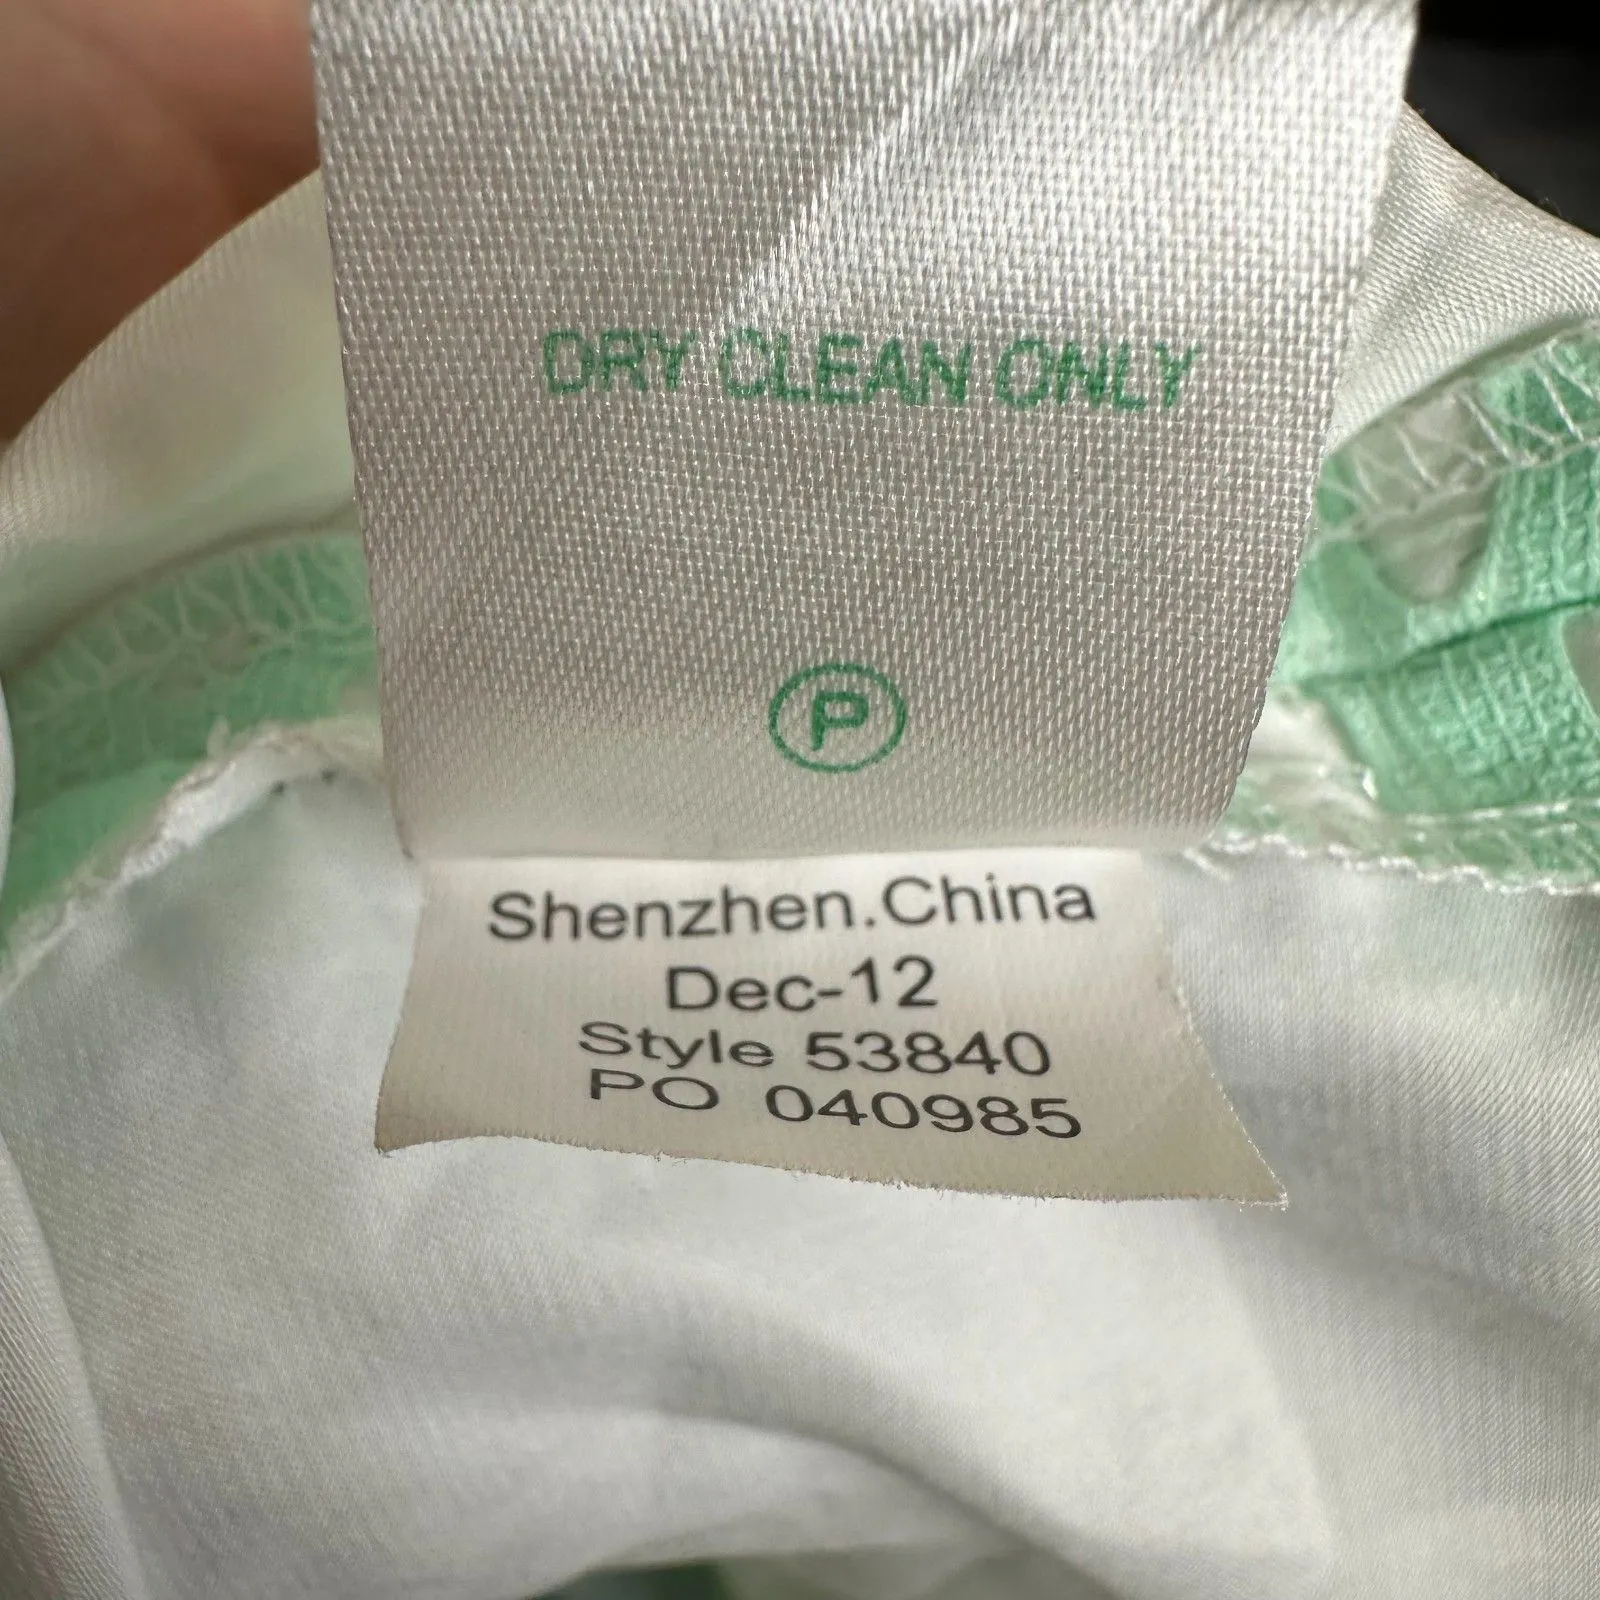 DRY CLEAN ONLY
P
Shenzhen.China
Dec-12
Style 53840
PO 040985